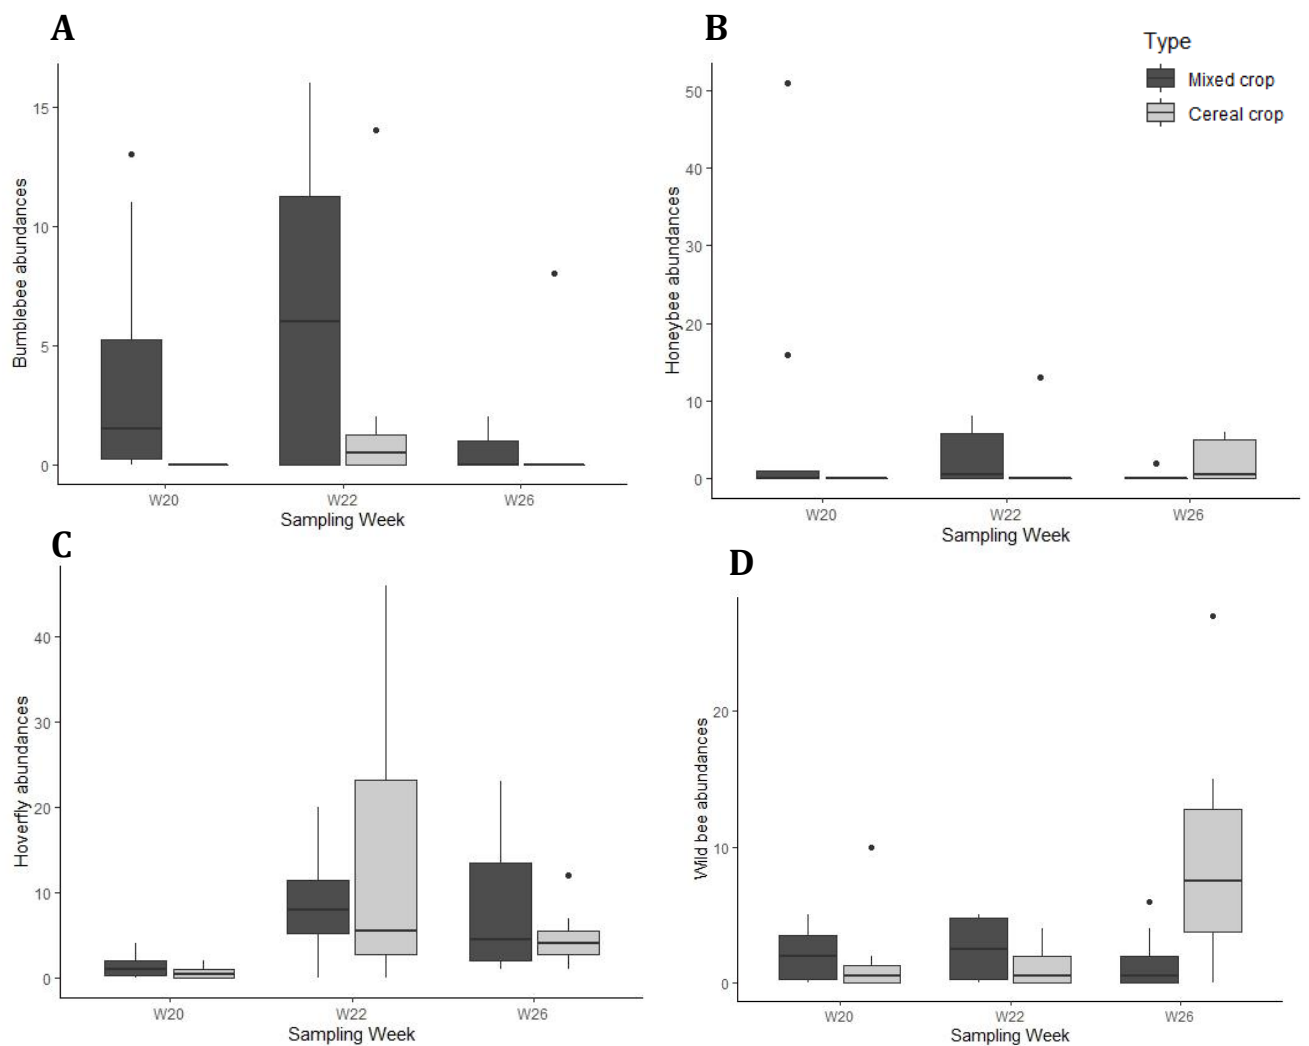 A
Bumblebee abundances
15
10
5
0
W20
W22
W26
Sampling Week
B
Type
Mixed crop
Cereal crop
Honeybee abundances
50
40
30
20
10
0
W20
W22
W26
Sampling Week
C
Hoverfly abundances
40
30
20
10
0
W20
W22
W26
Sampling Week
D
Wild bee abundances
20
10
0
W20
W22
W26
Sampling Week